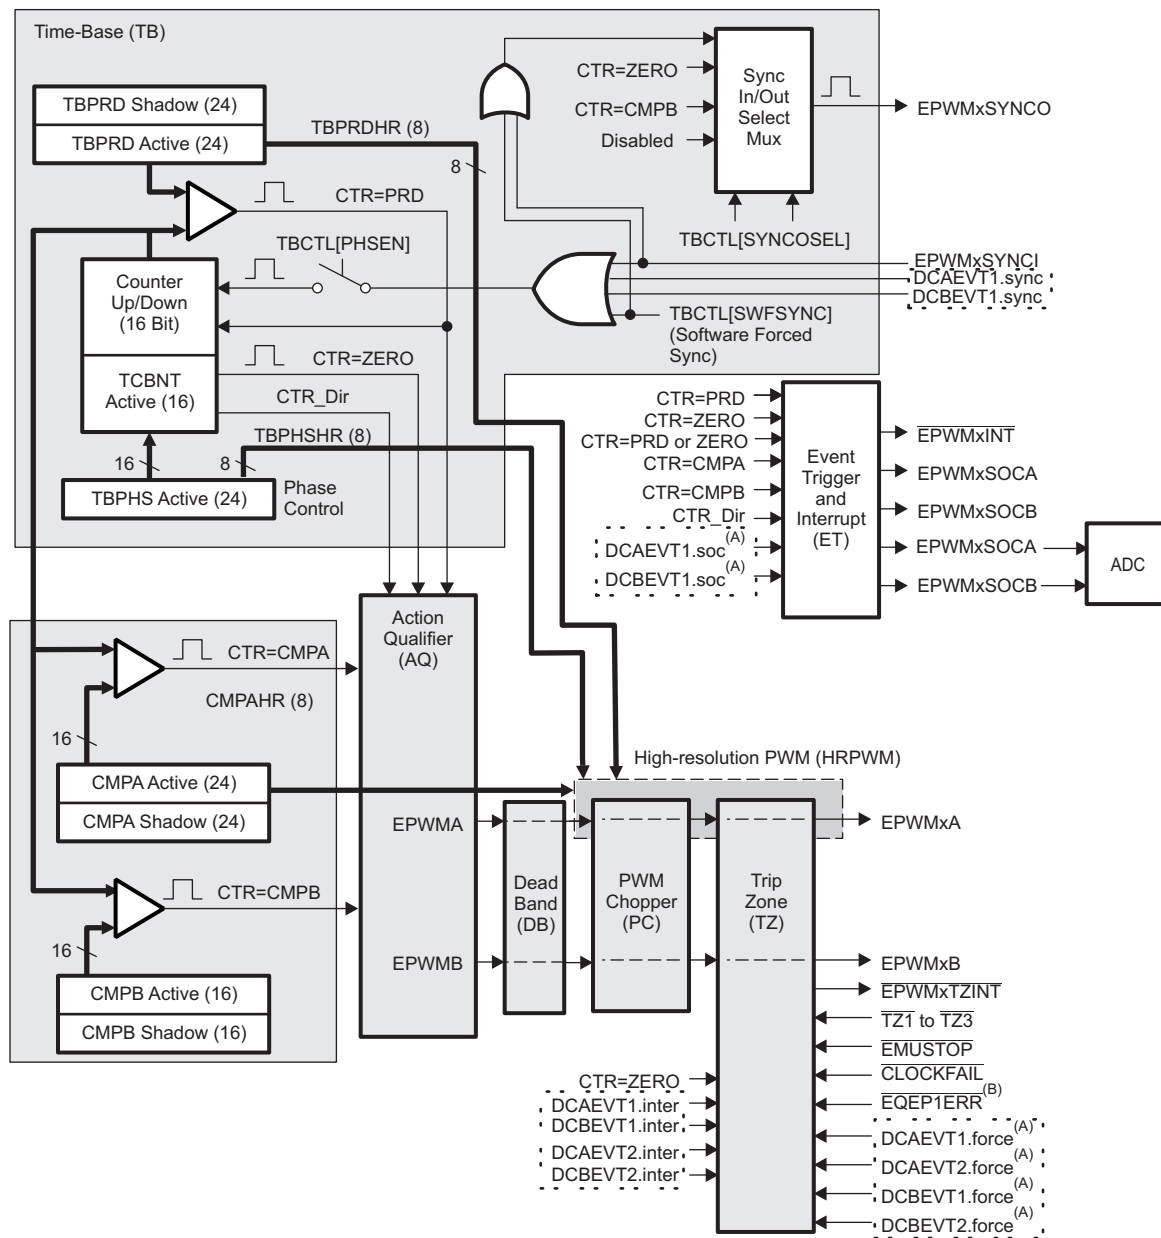 Time-Base (TB)
TBPRD Shadow (24)
TBPRD Active (24)
TBPRDHR (8)
8
CTR=PRD
TBCTL[PHSEN]
Counter
Up/Down
(16 Bit)
TCBNT
Active (16)
CTR=ZERO
CTR_Dir
TBPHSHR (8)
16
8
TBPHS Active (24)
Phase
Control
CTR=ZERO
CTR=CMPB
Disabled
Sync
In/Out
Select
Mux
EPWMxSYNCO
TBCTL[SYNCOSEL]
EPWMxSYNCI
DCAEVT1.sync
DCBEVT1.sync
TBCTL[SWFSYNC]
(Software Forced
Sync)
CTR=PRD
CTR=ZERO
CTR=PRD or ZERO
CTR=CMPA
CTR=CMPB
CTR_Dir
DCAEVT1.soc(A)
DCBEVT1.soc(A)
Event
Trigger
and
Interrupt
(ET)
EPWMxINT
EPWMxSOCA
EPWMxSOCB
EPWMxSOCA
EPWMxSOCB
ADC
Action
Qualifier
(AQ)
CTR=CMPA
CMPAHR (8)
16
CMPA Active (24)
CMPA Shadow (24)
CTR=CMPB
16
CMPB Active (16)
CMPB Shadow (16)
EPWMA
EPWMB
High-resolution PWM (HRPWM)
Dead
Band
(DB)
PWM
Chopper
(PC)
Trip
Zone
(TZ)
EPWMxA
EPWMxB
EPWMxTZINT
TZ1 to TZ3
EMUSTOP
CLOCKFAIL
EQEP1ERR(B)
DCAEVT1.force(A)
DCAEVT2.force(A)
DCBEVT1.force(A)
DCBEVT2.force(A)
CTR=ZERO
DCAEVT1.inter
DCBEVT1.inter
DCAEVT2.inter
DCBEVT2.inter